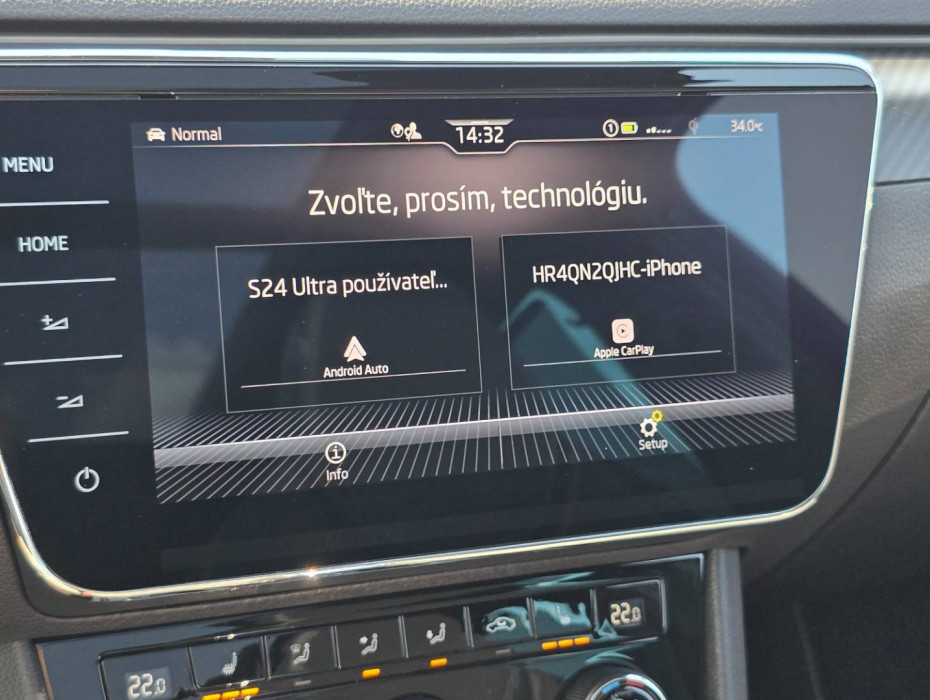 Normal
14:32
1
34.0°C
MENU
HOME
Zvoľte, prosím, technológiu.
S24 Ultra používateľ...
Android Auto
HR4QN2QJHC-iPhone
Apple CarPlay
Info
Setup
22.0
22.0